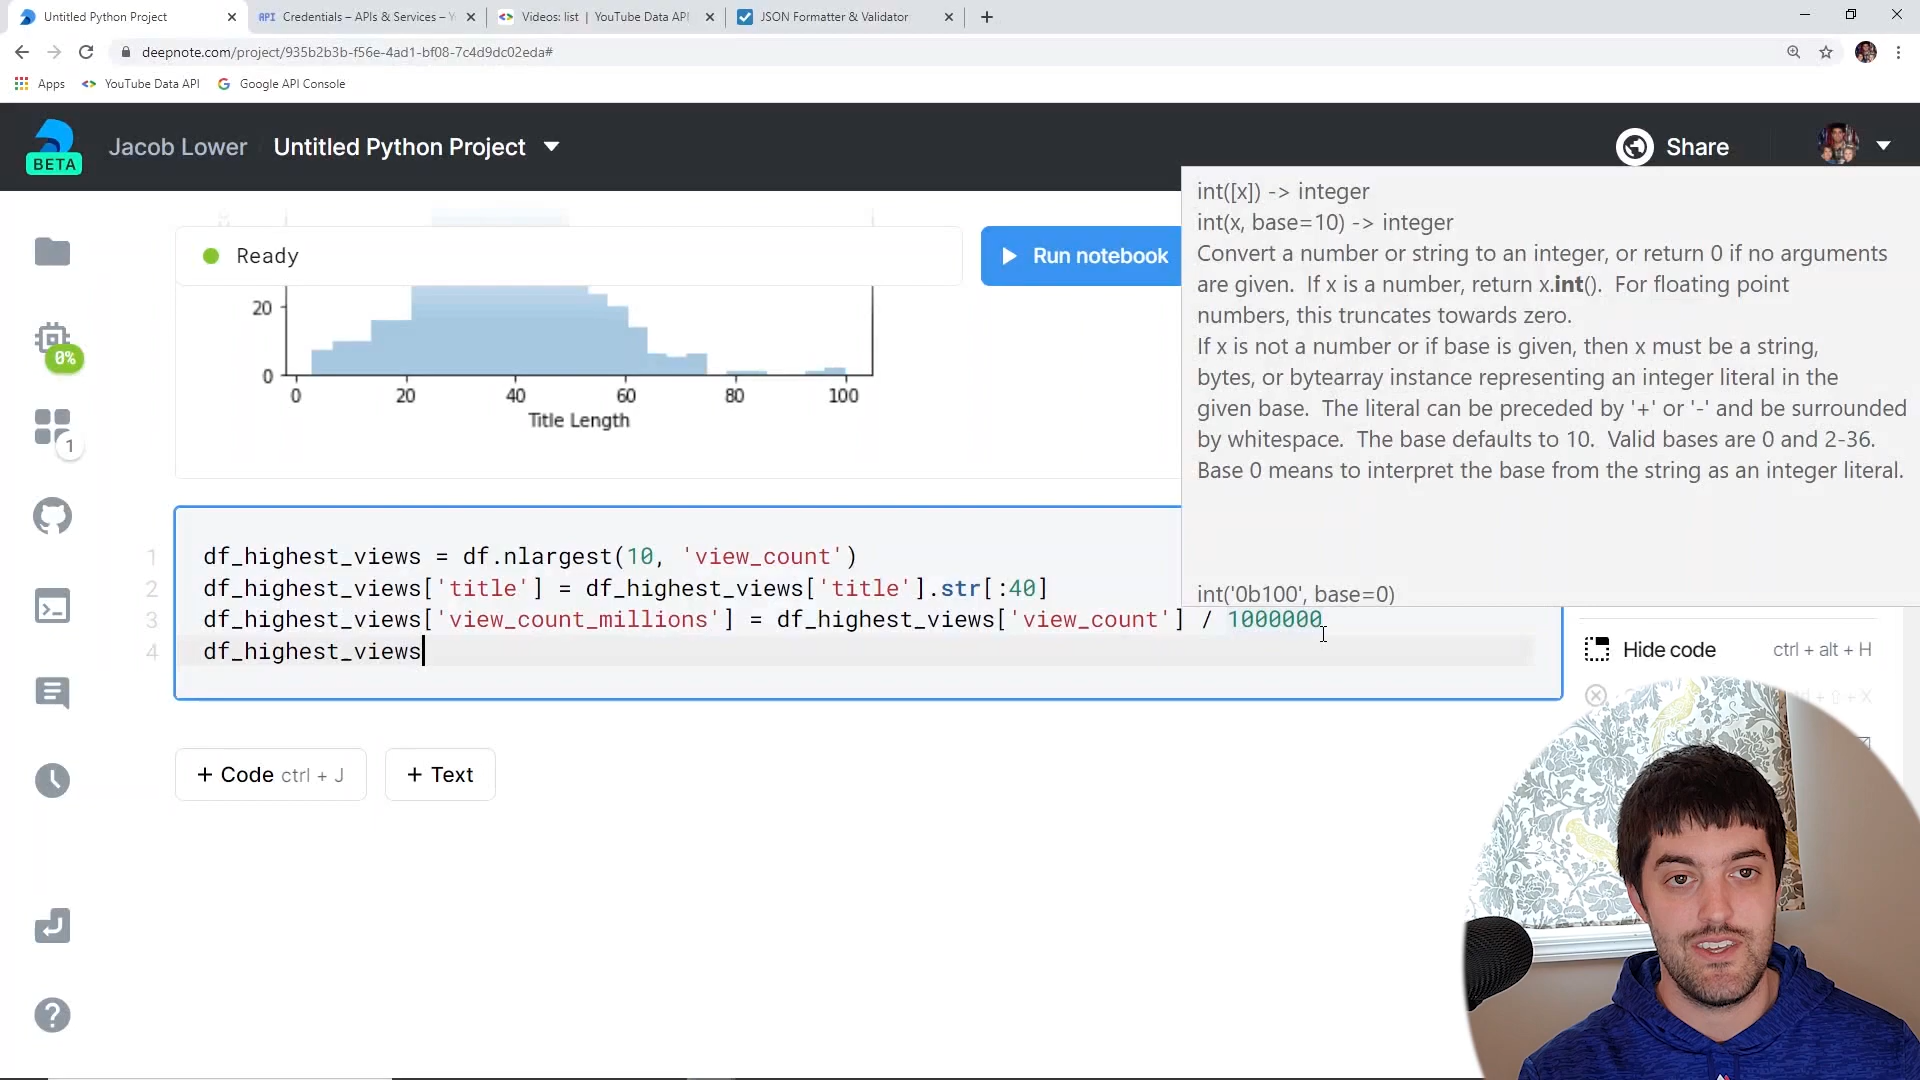 Untitled Python Project
API Credentials – APIs & Services – Y
Videos: list | YouTube Data API
JSON Formatter & Validator
deepnote.com/project/935b2b3b-f56e-4ad1-bf08-7c4d9dc02eda#
Apps
YouTube Data API
Google API Console
BETA
Jacob Lower
Untitled Python Project
Share
int([x]) -> integer
int(x, base=10) -> integer
Convert a number or string to an integer, or return 0 if no arguments
are given. If x is a number, return x.int(). For floating point
numbers, this truncates towards zero.
If x is not a number or if base is given, then x must be a string,
bytes, or bytearray instance representing an integer literal in the
given base. The literal can be preceded by '+' or '-' and be surrounded
by whitespace. The base defaults to 10. Valid bases are 0 and 2-36.
Base 0 means to interpret the base from the string as an integer literal.
int('0b100', base=0)
Ready
Run notebook
20
0
0 20 40 60 80 100
Title Length
0%
1
1 df_highest_views = df.nlargest(10, 'view_count')
2 df_highest_views['title'] = df_highest_views['title'].str[:40]
3 df_highest_views['view_count_millions'] = df_highest_views['view_count'] / 1000000
4 df_highest_views
Hide code ctrl + alt + H
+ Code ctrl + J
+ Text